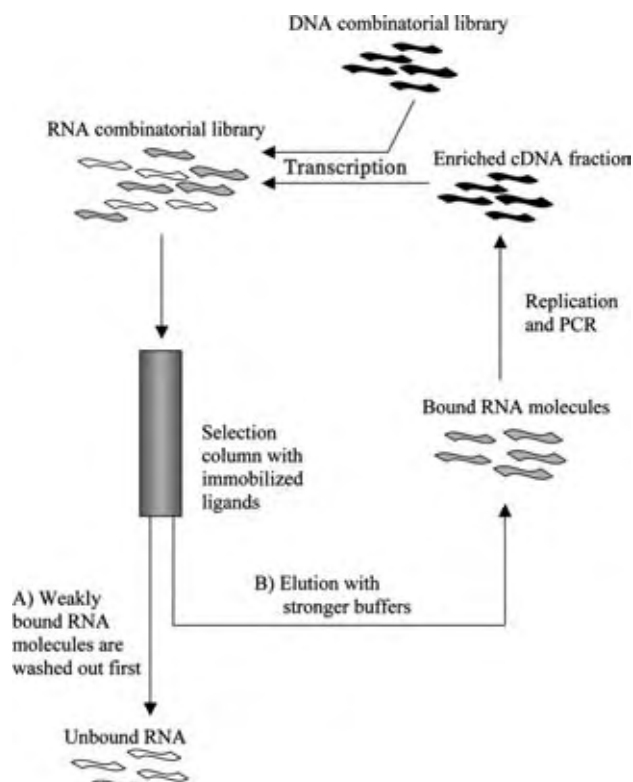 DNA combinatorial library
RNA combinatorial library
Transcription
Enriched cDNA fraction
Replication
and PCR
Bound RNA molecules
Selection
column with
immobilized
ligands
B) Elution with
stronger buffers
A) Weakly
bound RNA
molecules are
washed out first
Unbound RNA